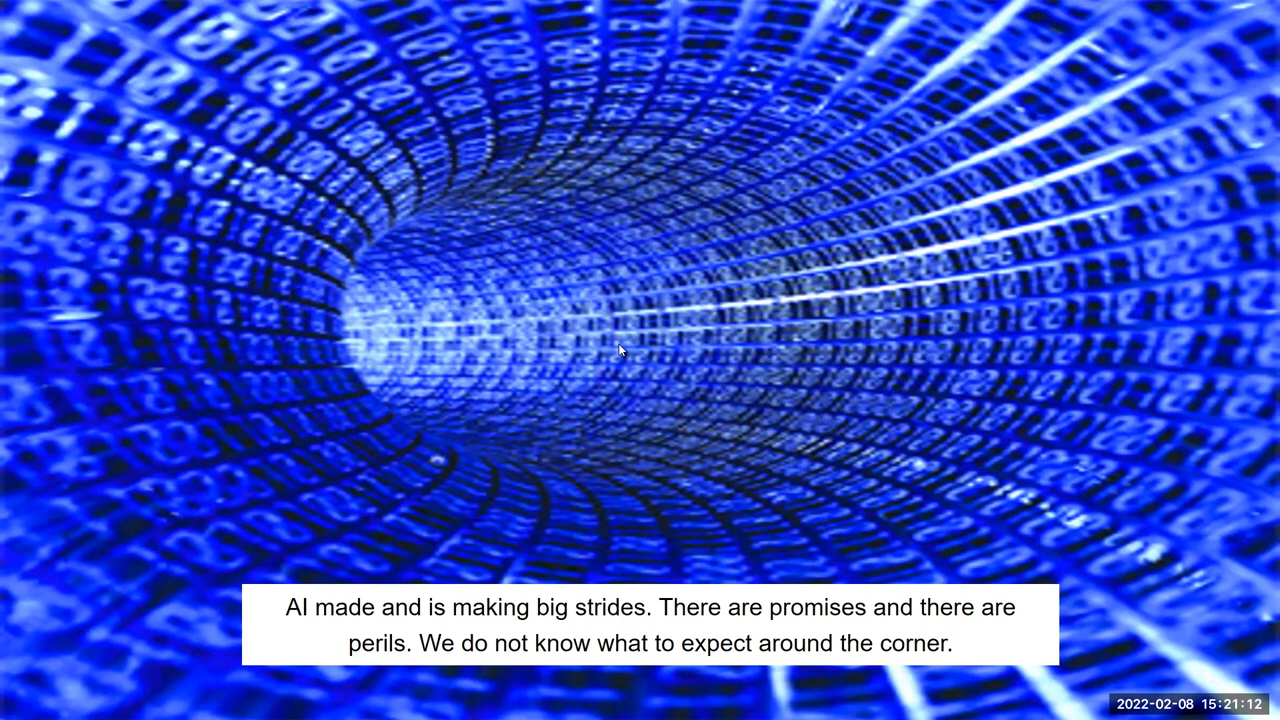 AI made and is making big strides. There are promises and there are
perils. We do not know what to expect around the corner.
2022-02-08 15:21:12